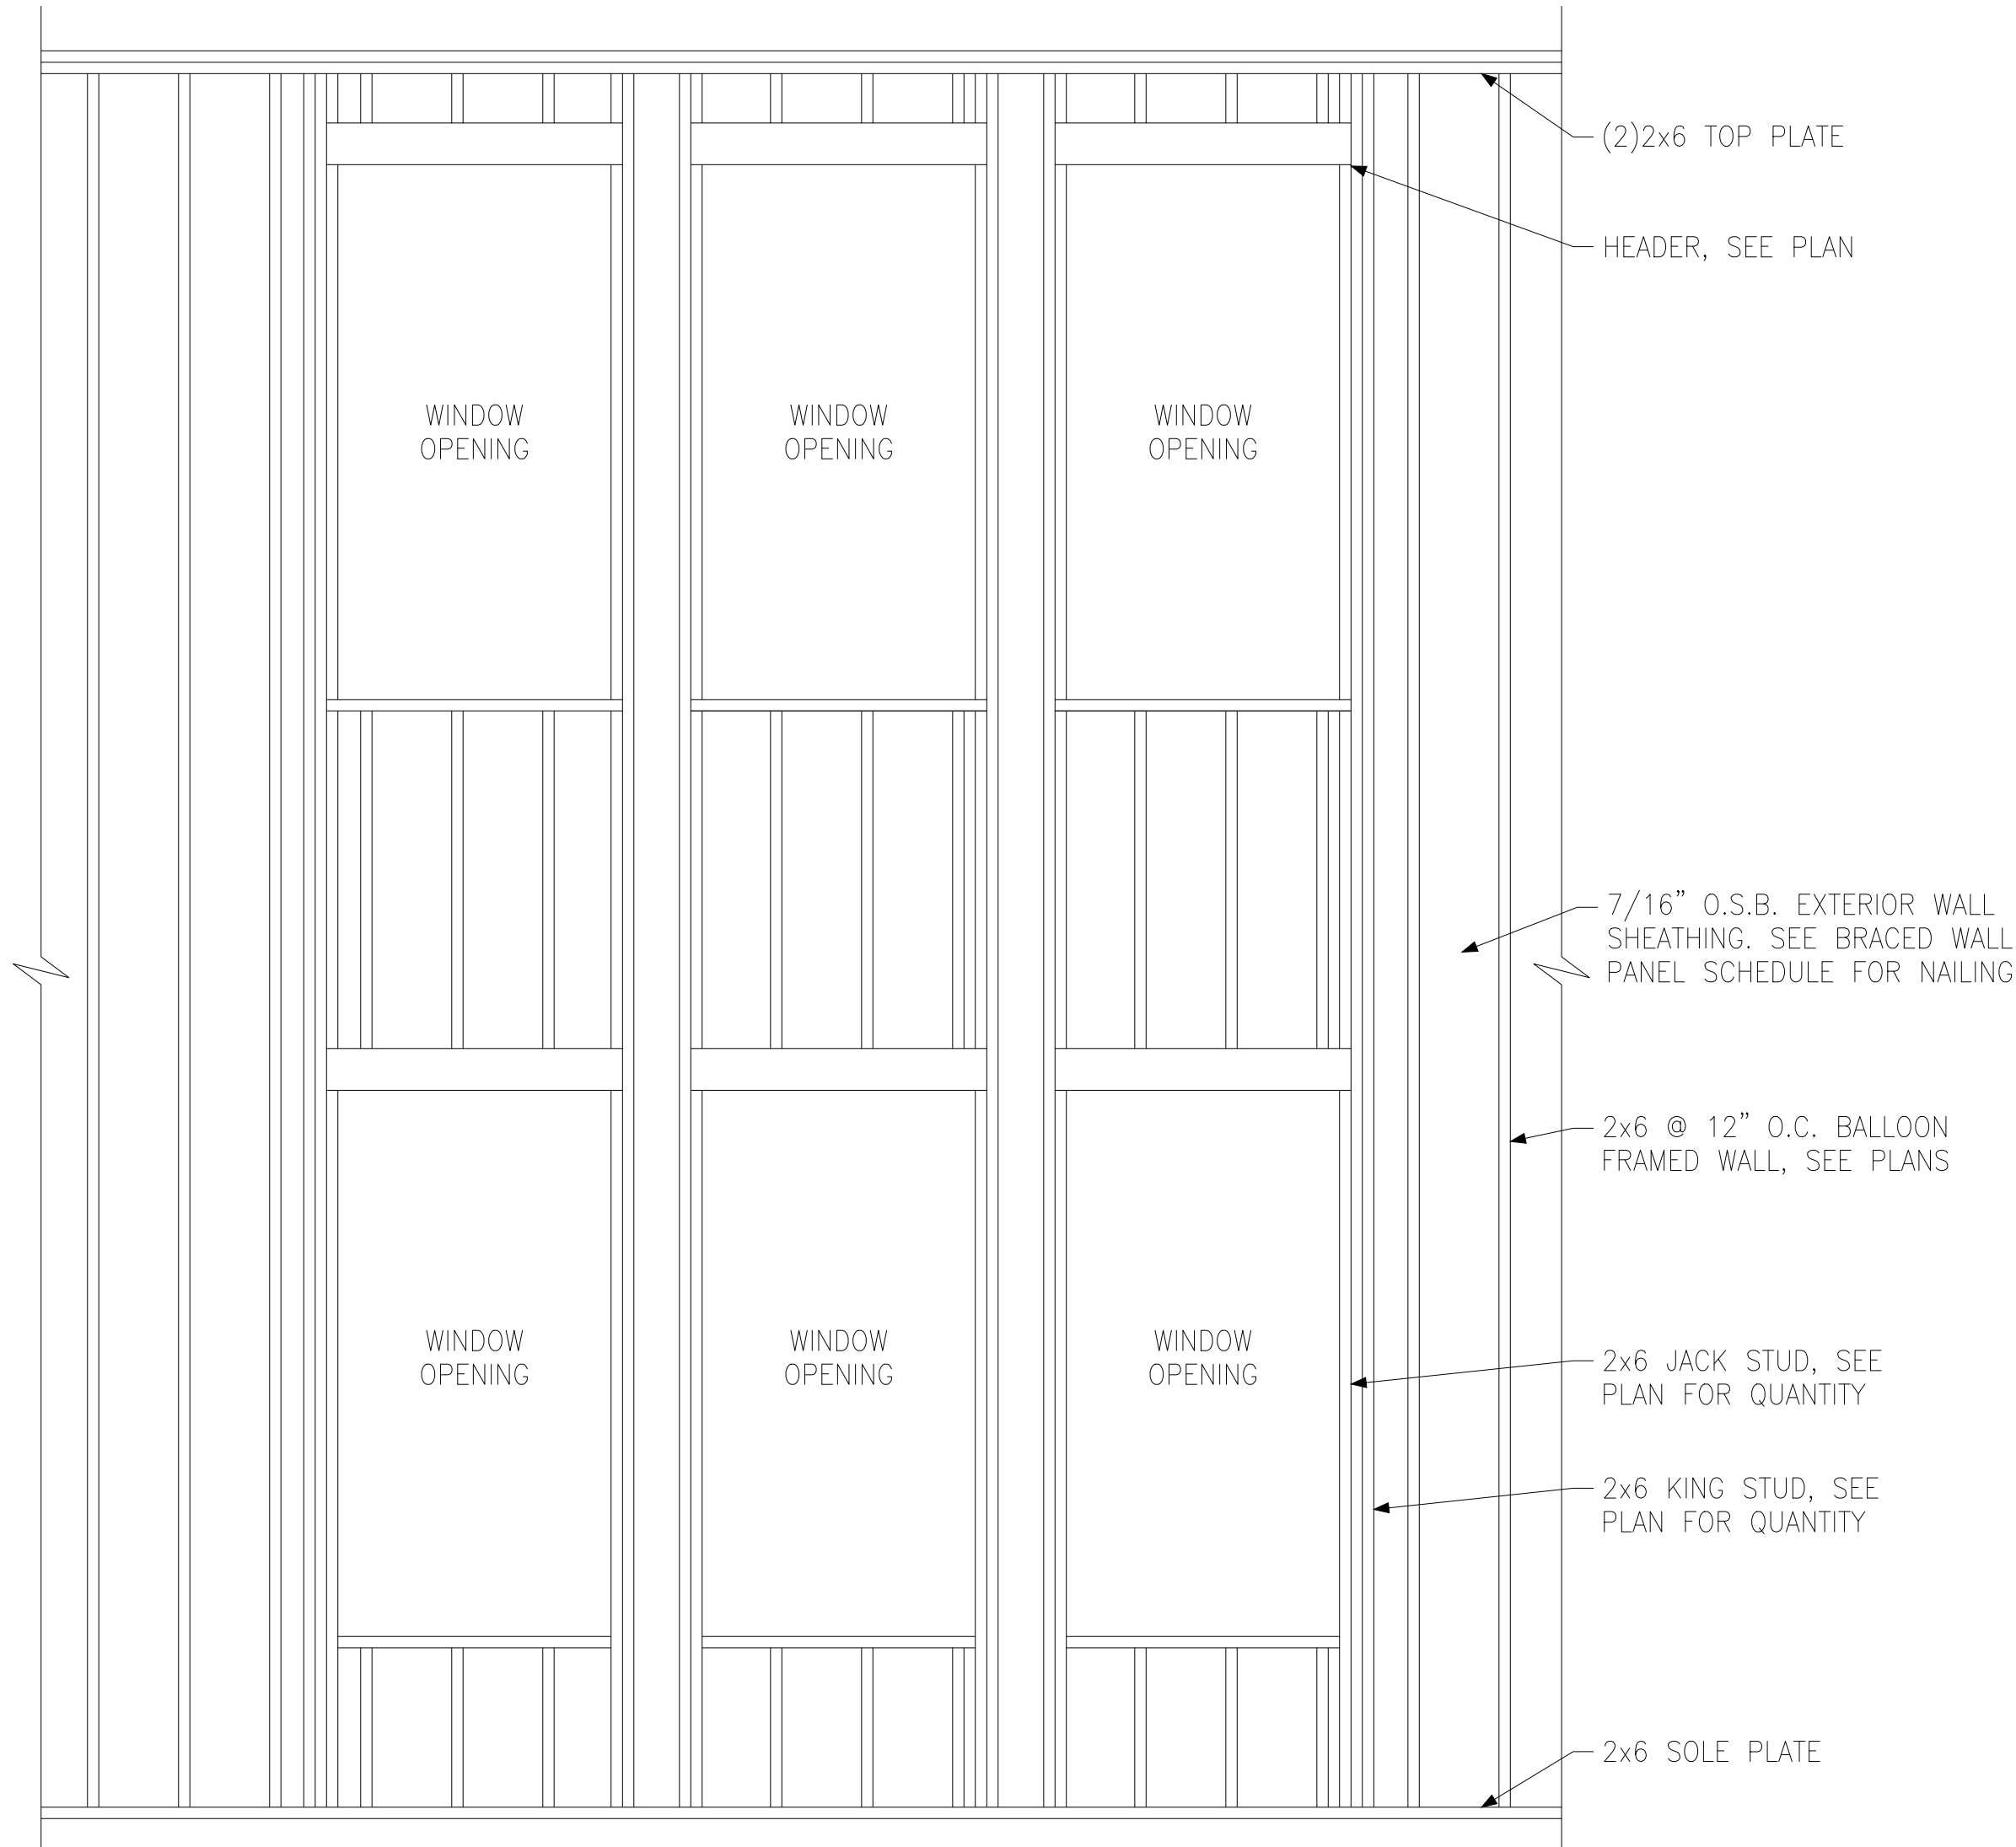 (2)2x6 TOP PLATE
HEADER, SEE PLAN
WINDOW
OPENING
WINDOW
OPENING
WINDOW
OPENING
7/16" O.S.B. EXTERIOR WALL
SHEATHING. SEE BRACED WALL
PANEL SCHEDULE FOR NAILING
2x6 @ 12" O.C. BALLOON
FRAMED WALL, SEE PLANS
WINDOW
OPENING
WINDOW
OPENING
WINDOW
OPENING
2x6 JACK STUD, SEE
PLAN FOR QUANTITY
2x6 KING STUD, SEE
PLAN FOR QUANTITY
2x6 SOLE PLATE